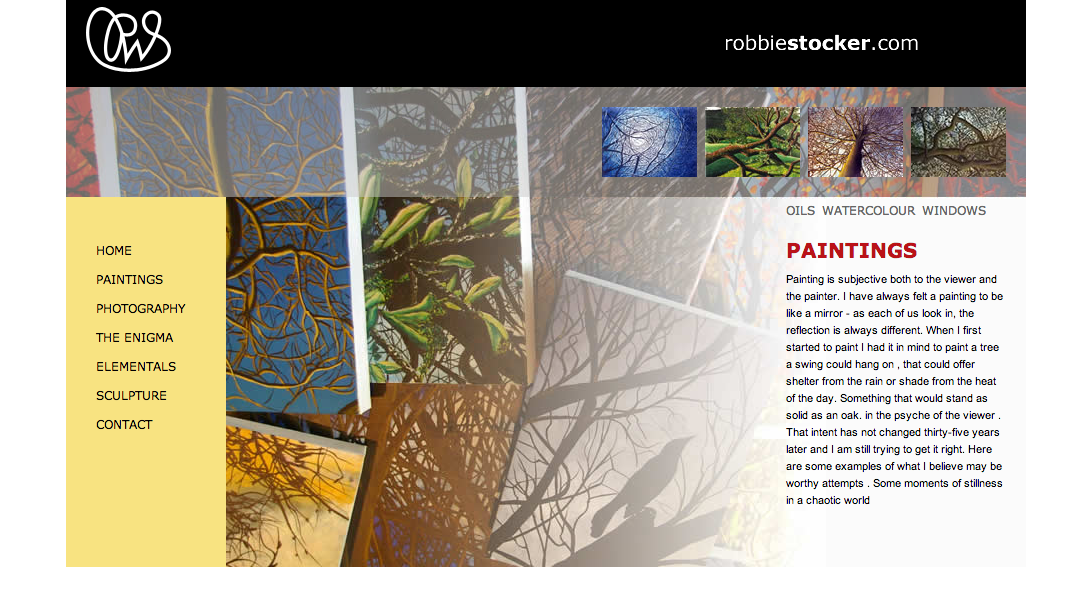 robbiestocker.com
OILS WATERCOLOUR WINDOWS
HOME
PAINTINGS
PHOTOGRAPHY
THE ENIGMA
ELEMENTALS
SCULPTURE
CONTACT
PAINTINGS
Painting is subjective both to the viewer and
the painter. I have always felt a painting to be
like a mirror - as each of us look in, the
reflection is always different. When I first
started to paint I had it in mind to paint a tree
a swing could hang on , that could offer
shelter from the rain or shade from the heat
of the day. Something that would stand as
solid as an oak. in the psyche of the viewer .
That intent has not changed thirty-five years
later and I am still trying to get it right. Here
are some examples of what I believe may be
worthy attempts . Some moments of stillness
in a chaotic world